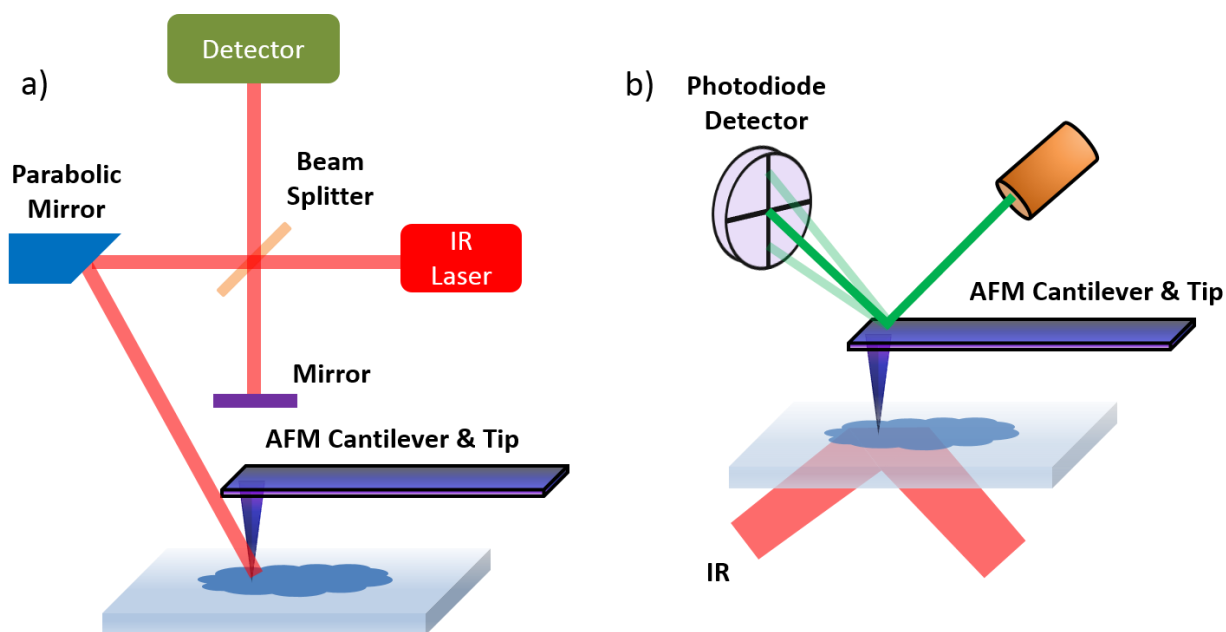 a)
Detector
Parabolic
Mirror
Beam
Splitter
IR
Laser
Mirror
AFM Cantilever & Tip
b)
Photodiode
Detector
AFM Cantilever & Tip
IR